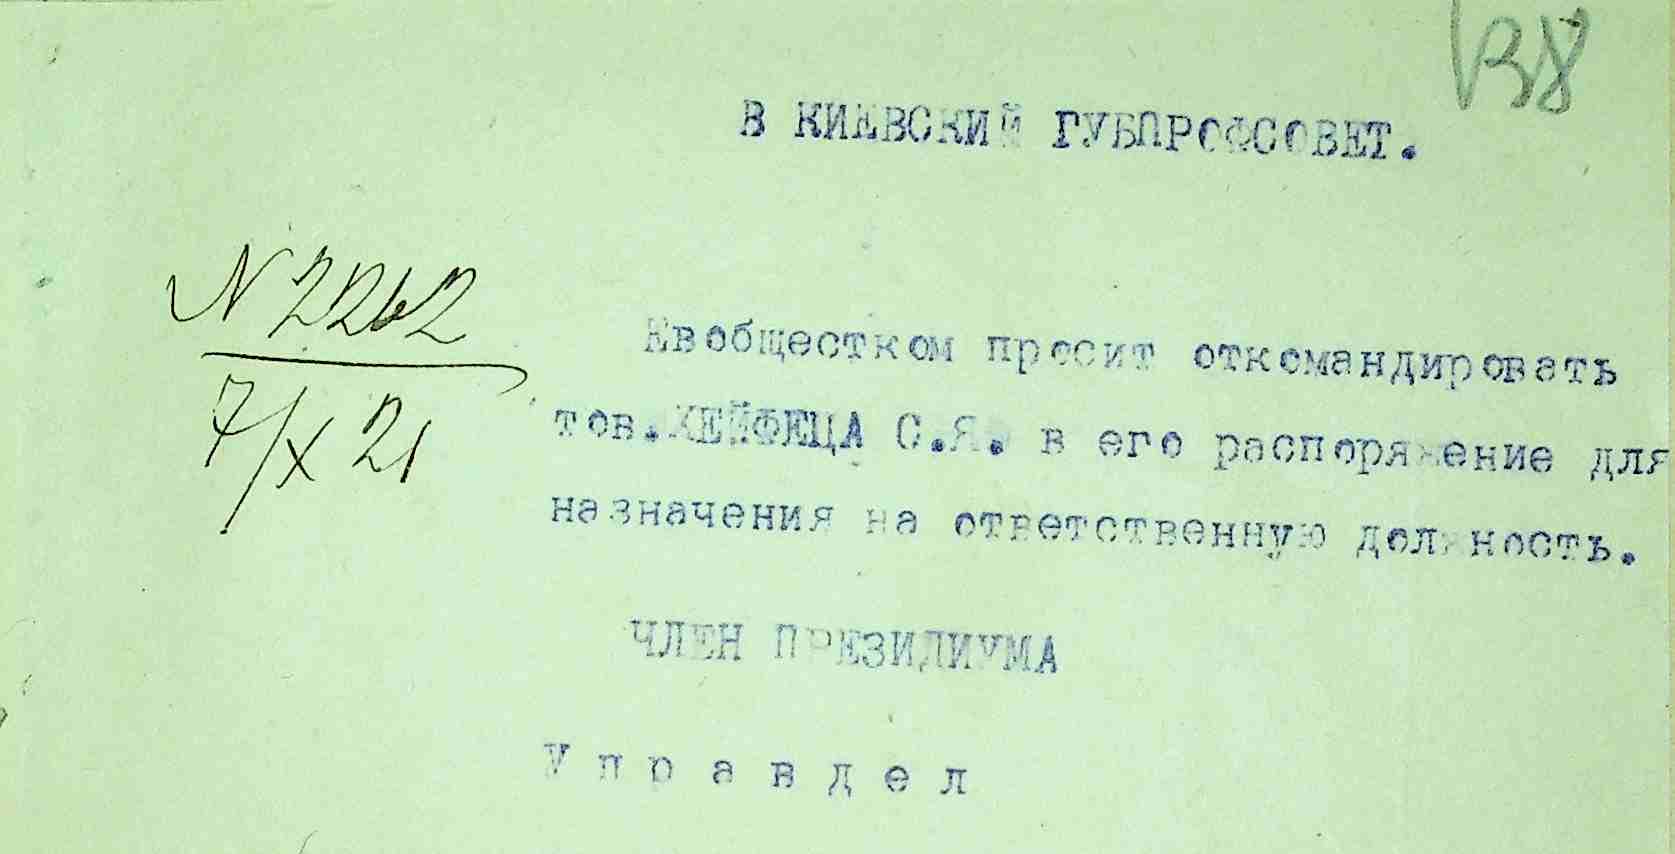 138
В КИЕВСКИЙ ГУБПРОФСОВЕТ.
N 2262
7/X 21
Евобщестком просит откомандировать
тов.ХЕЙФЕЦА С.Я. в его распоряжение для
назначения на ответственную должность.
ЧЛЕН ПРЕЗИДИУМА
Управдел